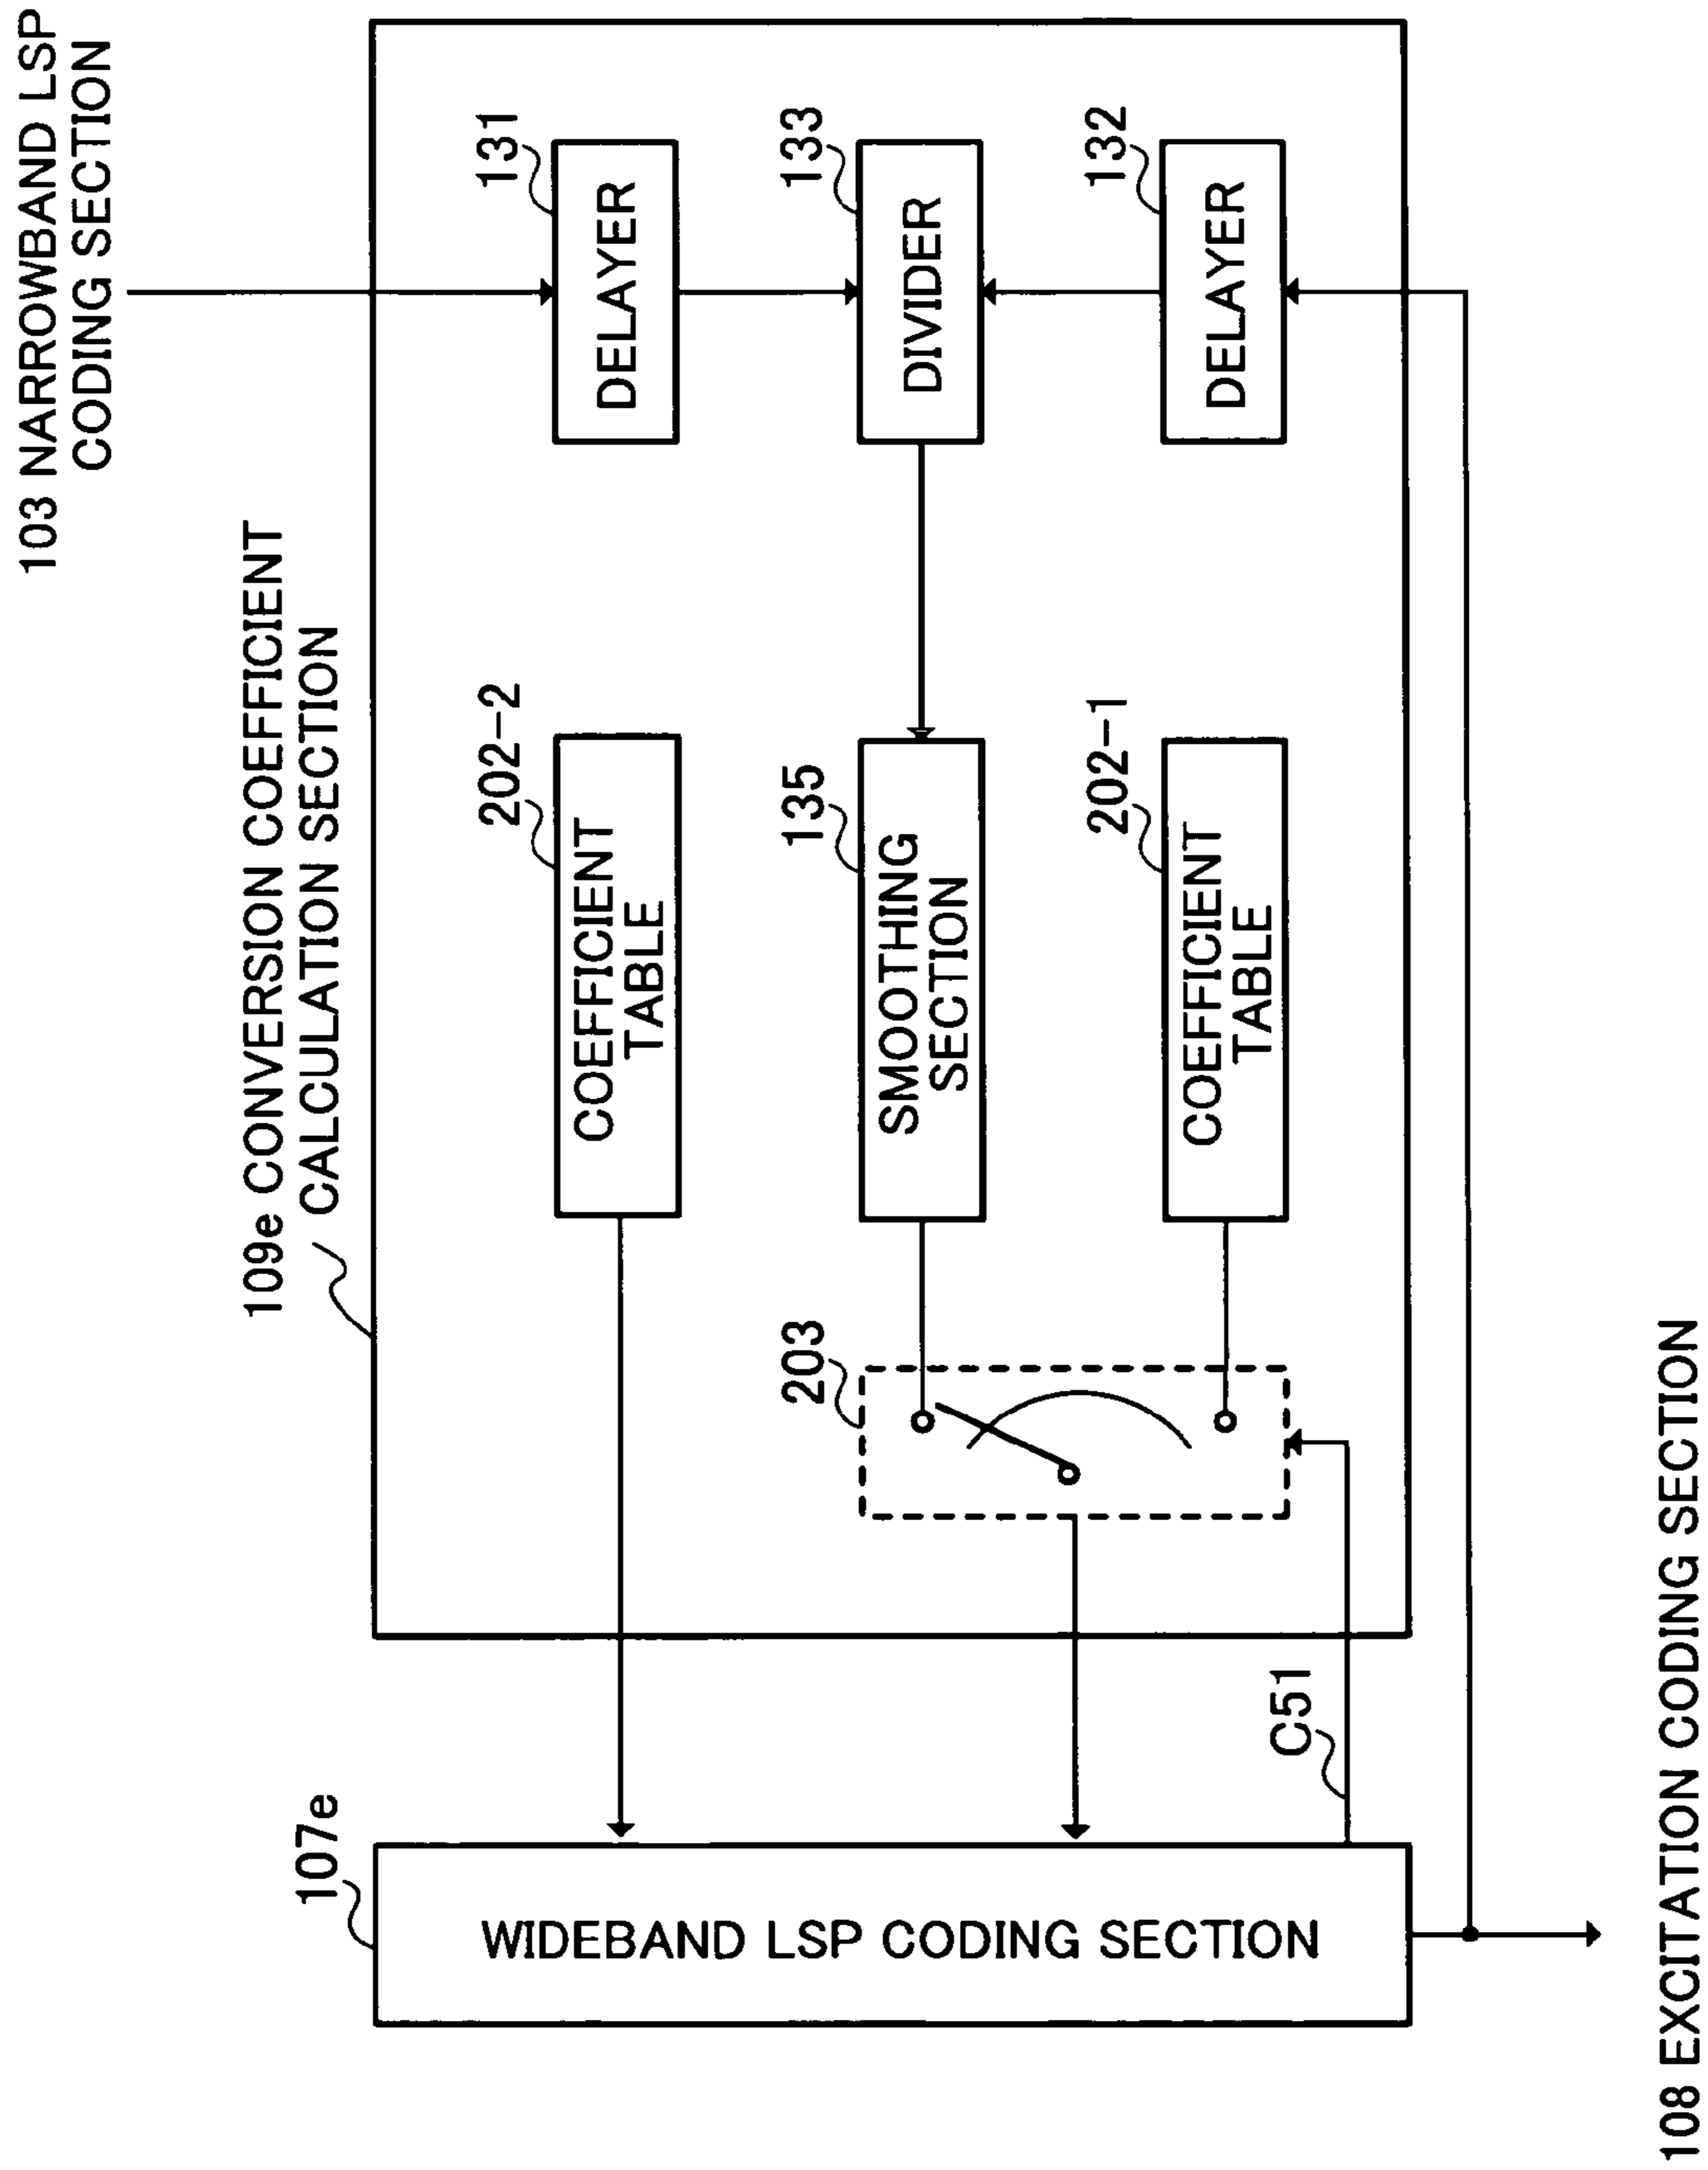 103 NARROWBAND LSP
CODING SECTION
109e CONVERSION COEFFICIENT
CALCULATION SECTION
131
DELAYER
133
DIVIDER
132
DELAYER
202-2
COEFFICIENT
TABLE
135
SMOOTHING
SECTION
202-1
COEFFICIENT
TABLE
203
C51
107e
WIDEBAND LSP CODING SECTION
108 EXCITATION CODING SECTION